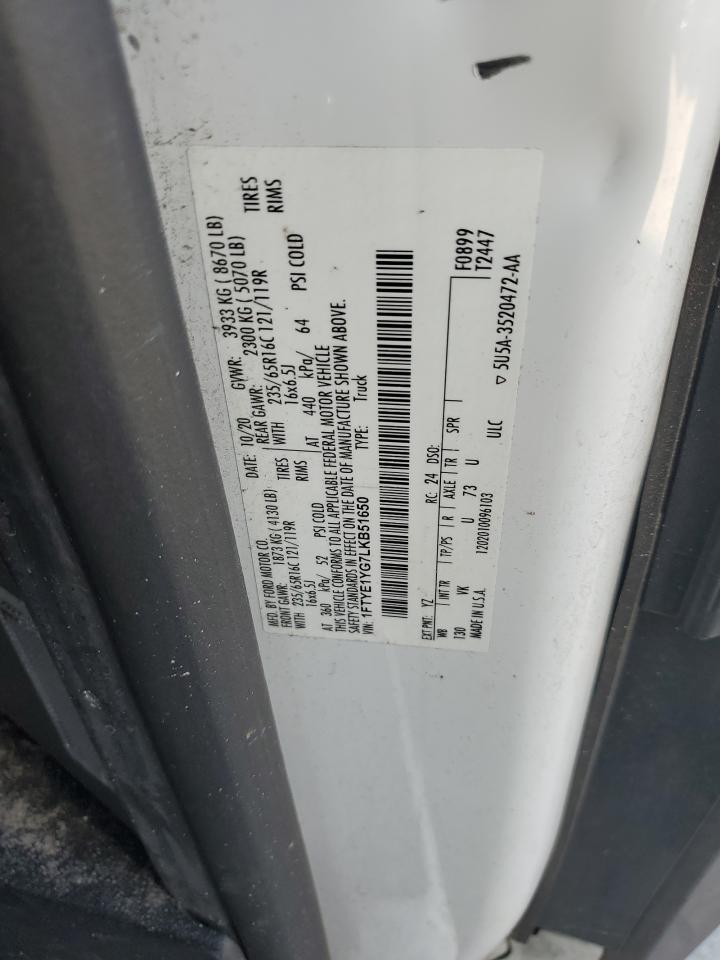 MFD. BY FORD MOTOR CO.
DATE: 10/20 GVWR: 3933 KG ( 8670 LB)
FRONT GAWR: 1873 KG ( 4130 LB) REAR GAWR: 2300 KG ( 5070 LB)
WITH 235/65R16C 121/119R TIRES WITH 235/65R16C 121/119R TIRES
16x6.5J RIMS 16x6.5J RIMS
AT 360 kPa/ 52 PSI COLD AT 440 kPa/ 64 PSI COLD
THIS VEHICLE CONFORMS TO ALL APPLICABLE FEDERAL MOTOR VEHICLE
SAFETY STANDARDS IN EFFECT ON THE DATE OF MANUFACTURE SHOWN ABOVE.
VIN: 1FTYE1YG7LKB51650 TYPE: Truck
EXT PNT: YZ RC: 24 DSO: F0899
WB INT TR TP/PS R AXLE TR SPR T2447
130 VK U 73 U
MADE IN U.S.A. 1202010096103 ULC 5U5A-3520472-AA